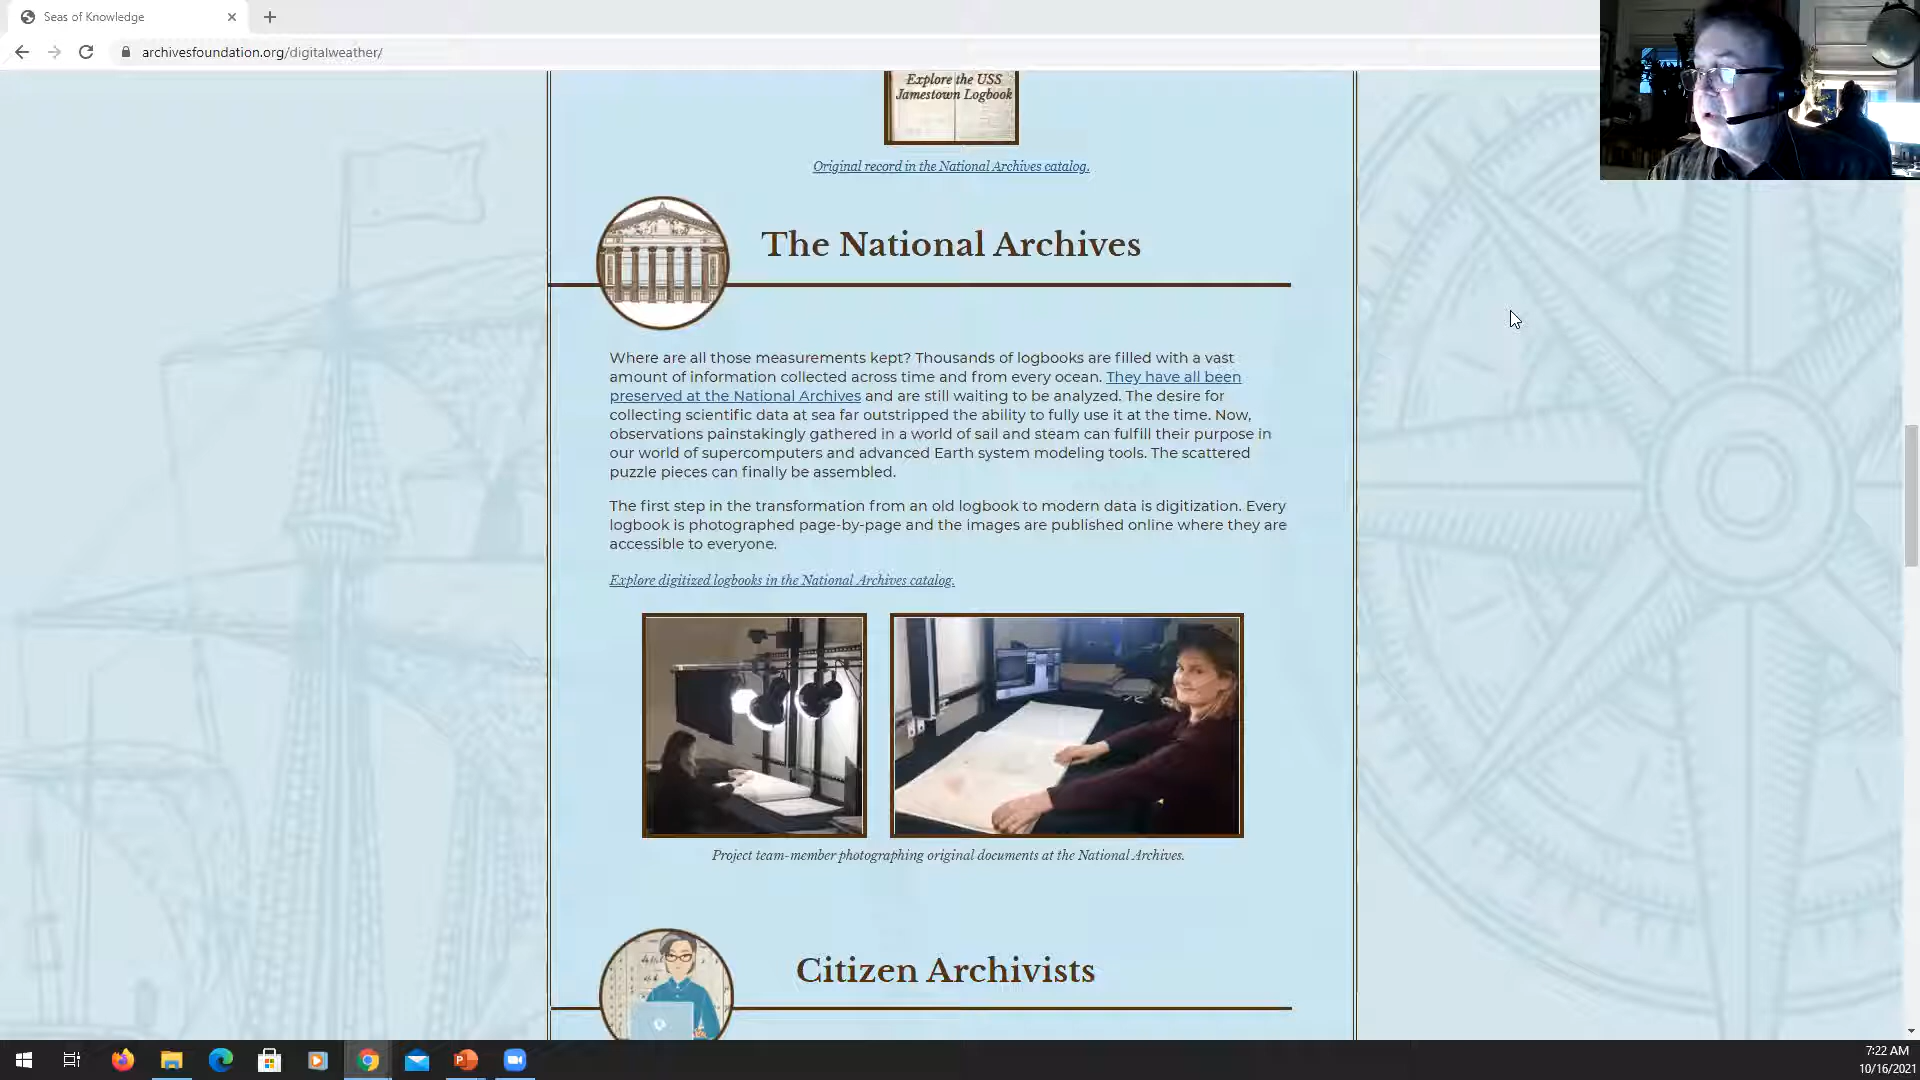 Seas of Knowledge
archivesfoundation.org/digitalweather/
Explore the USS
Jamestown Logbook
Original record in the National Archives catalog.
The National Archives
Where are all those measurements kept? Thousands of logbooks are filled with a vast
amount of information collected across time and from every ocean. They have all been
preserved at the National Archives and are still waiting to be analyzed. The desire for
collecting scientific data at sea far outstripped the ability to fully use it at the time. Now,
observations painstakingly gathered in a world of sail and steam can fulfill their purpose in
our world of supercomputers and advanced Earth system modeling tools. The scattered
puzzle pieces can finally be assembled.
The first step in the transformation from an old logbook to modern data is digitization. Every
logbook is photographed page-by-page and the images are published online where they are
accessible to everyone.
Explore digitized logbooks in the National Archives catalog.
Project team-member photographing original documents at the National Archives.
Citizen Archivists
7:22 AM
10/16/2021